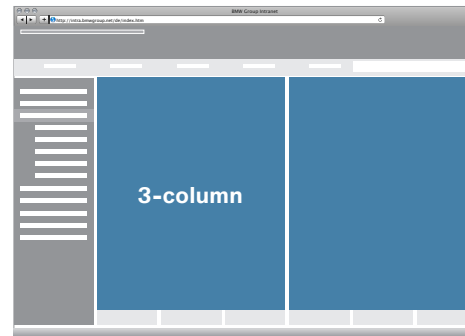 BMW Group Intranet
http://intra.bmwgroup.net/de/index.htm
3-column